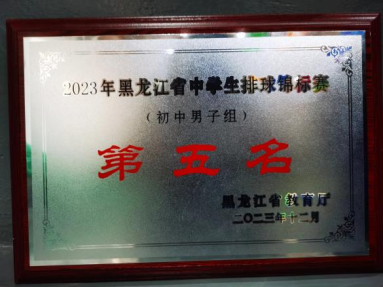 2023年黑龙江省中学生排球锦标赛
（初中男子组）
第五名
黑龙江省教育厅
二〇二三年十二月